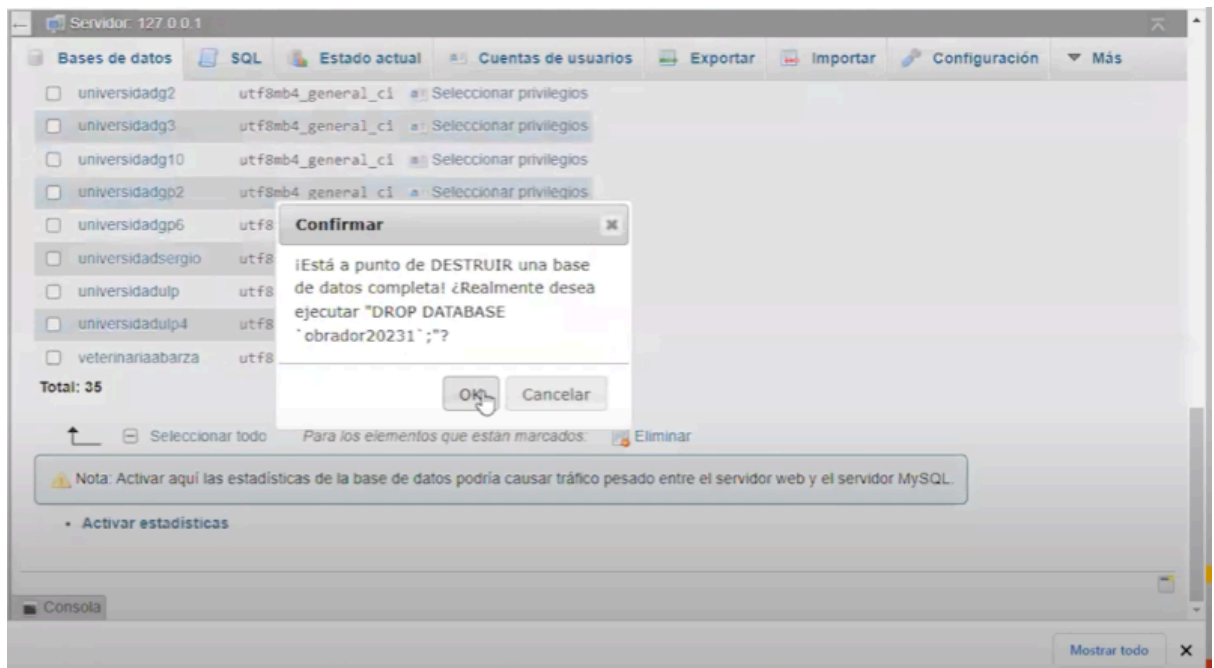 Servidor: 127.0.0.1
Bases de datos SQL Estado actual Cuentas de usuarios Exportar Importar Configuración Más
universidadg2 utf8mb4_general_ci Seleccionar privilegios
universidadg3 utf8mb4_general_ci Seleccionar privilegios
universidadg10 utf8mb4_general_ci Seleccionar privilegios
universidadgp2 utf8mb4_general_ci Seleccionar privilegios
universidadgp6 utf8
universidadsergio utf8
universidadulp utf8
universidadulp4 utf8
veterinariaabarza utf8
Total: 35
Confirmar
¡Está a punto de DESTRUIR una base
de datos completa! ¿Realmente desea
ejecutar "DROP DATABASE
`obrador20231`;"?
OK Cancelar
Seleccionar todo Para los elementos que están marcados: Eliminar
Nota: Activar aquí las estadísticas de la base de datos podría causar tráfico pesado entre el servidor web y el servidor MySQL.
• Activar estadísticas
Consola
Mostrar todo